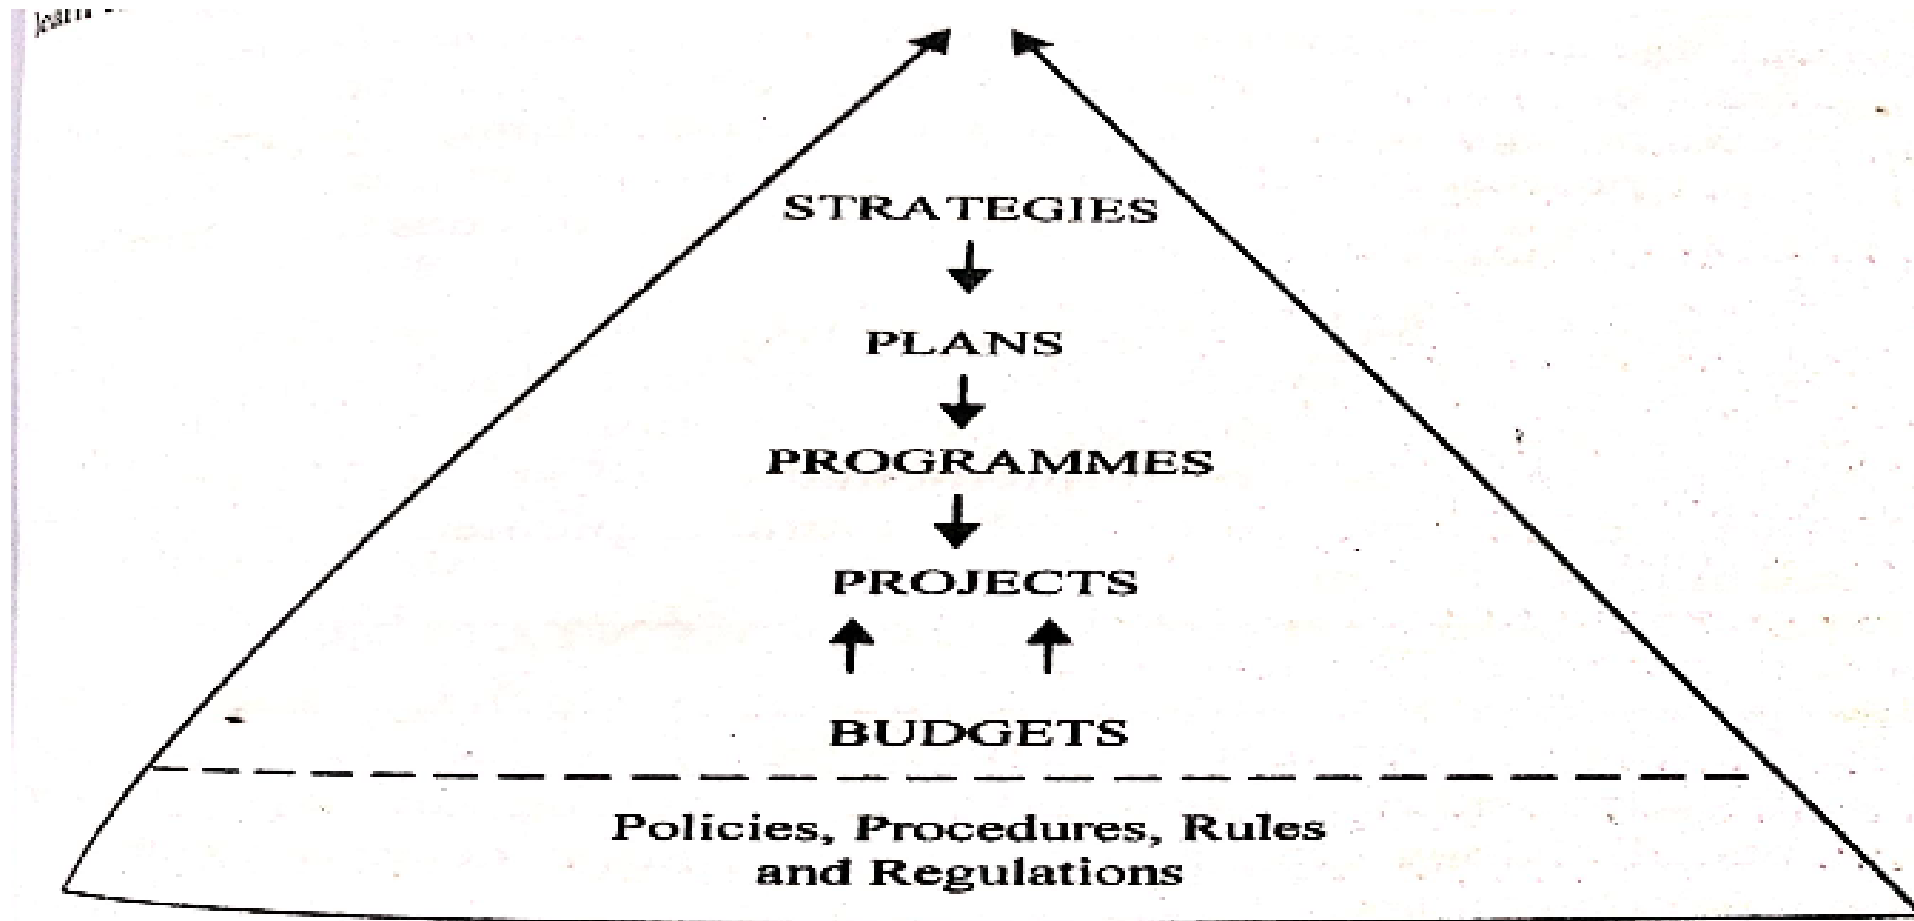 STRATEGIES
PLANS
PROGRAMMES
PROJECTS
BUDGETS
Policies, Procedures, Rules
and Regulations